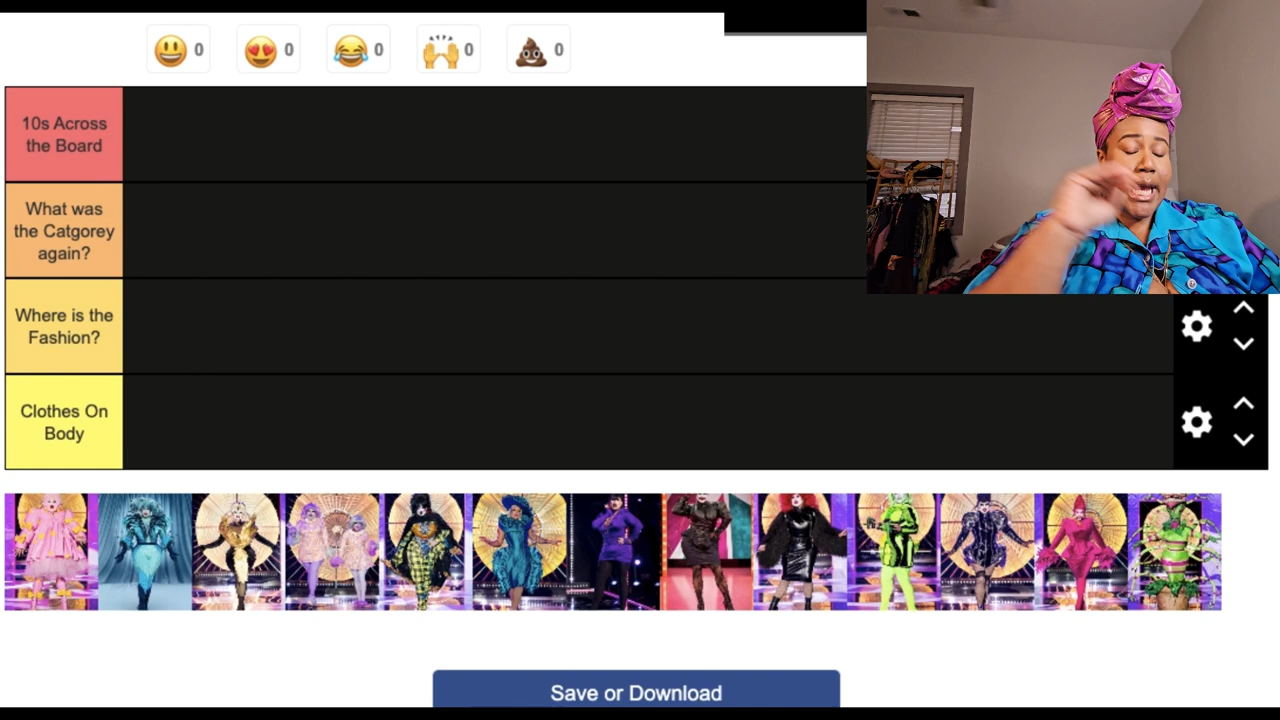 0 0 0 0 0
10s Across
the Board
What was
the Catgorey
again?
Where is the
Fashion?
Clothes On
Body
Save or Download